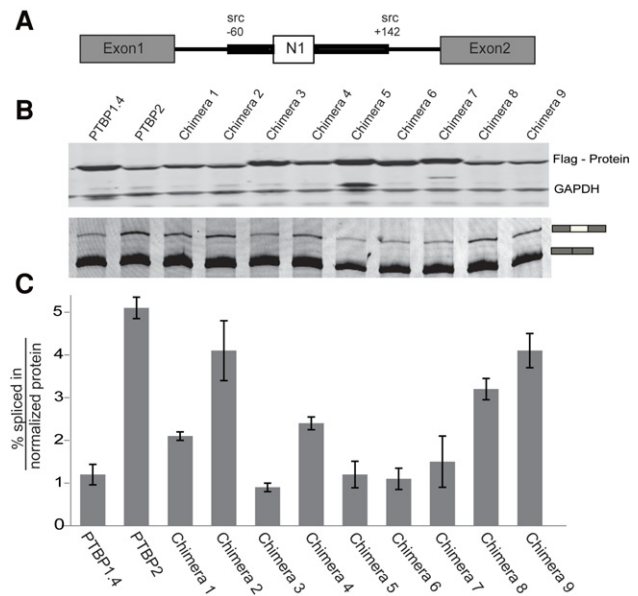 A
src
-60
src
+142
Exon1
N1
Exon2
B
PTBP1.4
PTBP2
Chimera 1
Chimera 2
Chimera 3
Chimera 4
Chimera 5
Chimera 6
Chimera 7
Chimera 8
Chimera 9
Flag - Protein
GAPDH
C
% spliced in
normalized protein
5
4
3
2
1
0
PTBP1.4
PTBP2
Chimera 1
Chimera 2
Chimera 3
Chimera 4
Chimera 5
Chimera 6
Chimera 7
Chimera 8
Chimera 9